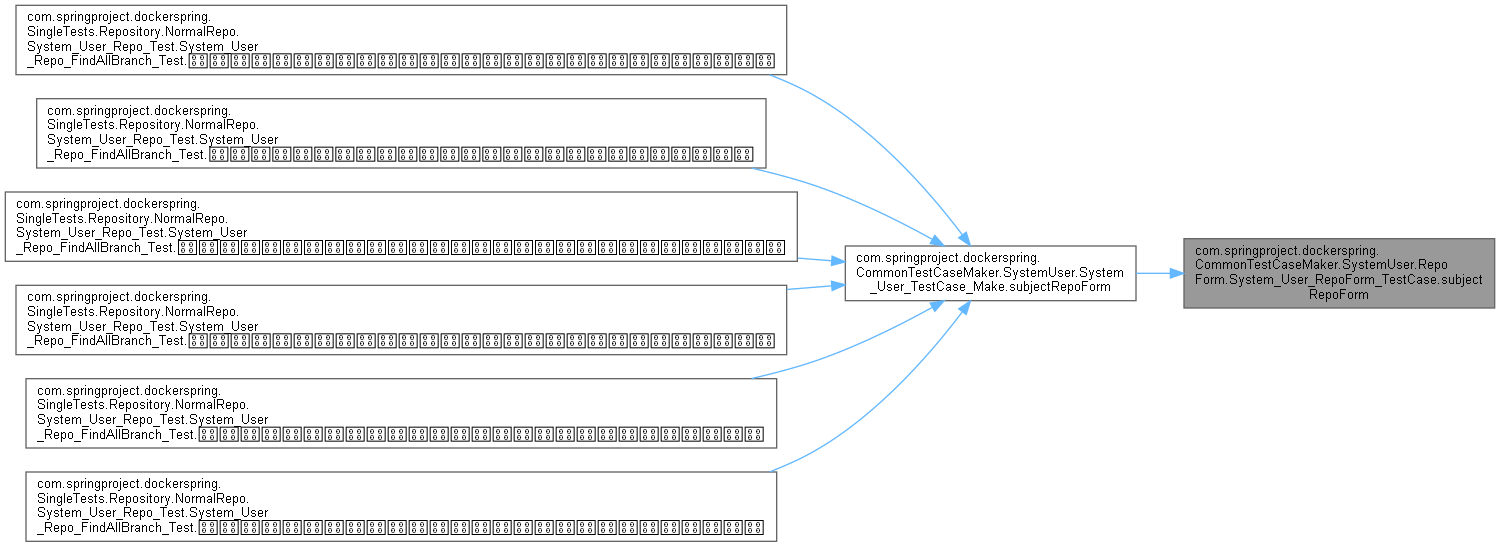 com.springproject.dockerspring.
SingleTests.Repository.NormalRepo.
System_User_Repo_Test.System_User
_Repo_FindAllBranch_Test.
com.springproject.dockerspring.
SingleTests.Repository.NormalRepo.
System_User_Repo_Test.System_User
_Repo_FindAllBranch_Test.
com.springproject.dockerspring.
SingleTests.Repository.NormalRepo.
System_User_Repo_Test.System_User
_Repo_FindAllBranch_Test.
com.springproject.dockerspring.
SingleTests.Repository.NormalRepo.
System_User_Repo_Test.System_User
_Repo_FindAllBranch_Test.
com.springproject.dockerspring.
SingleTests.Repository.NormalRepo.
System_User_Repo_Test.System_User
_Repo_FindAllBranch_Test.
com.springproject.dockerspring.
SingleTests.Repository.NormalRepo.
System_User_Repo_Test.System_User
_Repo_FindAllBranch_Test.
com.springproject.dockerspring.
CommonTestCaseMaker.SystemUser.System
_User_TestCase_Make.subjectRepoForm
com.springproject.dockerspring.
CommonTestCaseMaker.SystemUser.Repo
Form.System_User_RepoForm_TestCase.subject
RepoForm